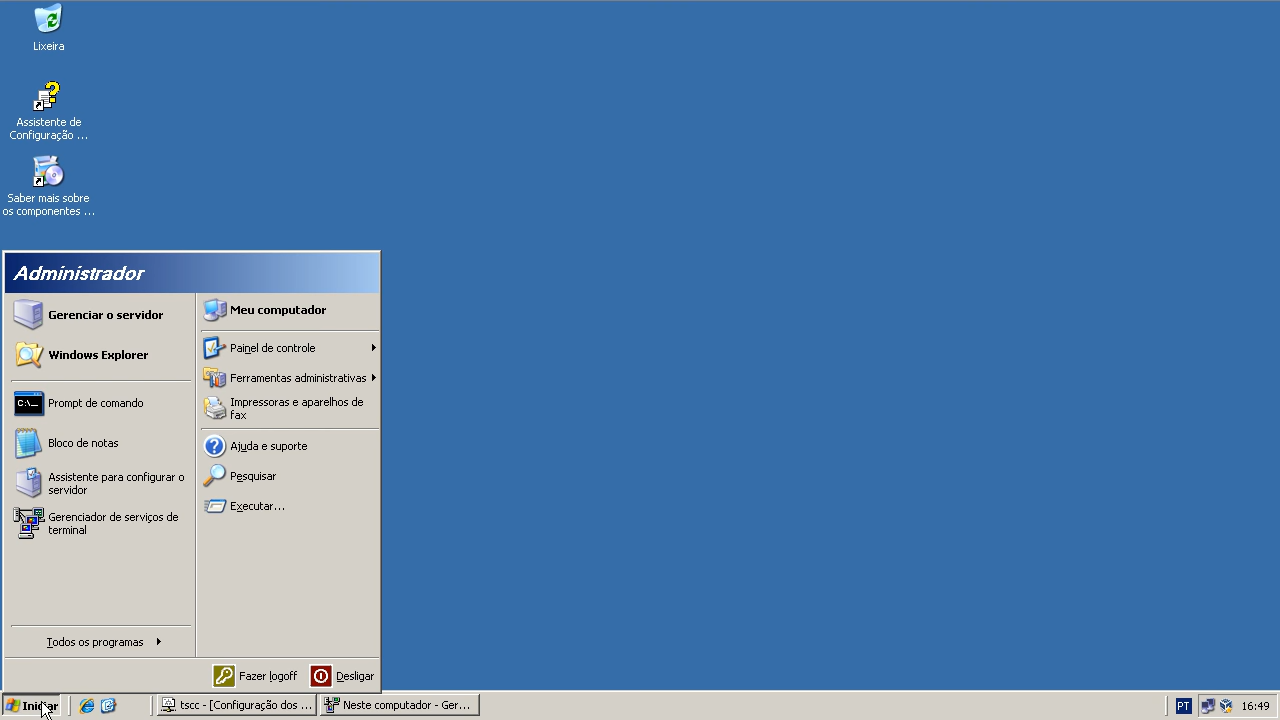 Lixeira
Assistente de
Configuração ...
Saber mais sobre
os componentes ...
Administrador
Gerenciar o servidor
Windows Explorer
C:\_
Prompt de comando
Bloco de notas
Assistente para configurar o
servidor
Gerenciador de serviços de
terminal
Todos os programas
Meu computador
Painel de controle
Ferramentas administrativas
Impressoras e aparelhos de
fax
Ajuda e suporte
Pesquisar
Executar...
Fazer logoff
Desligar
Iniciar
tscc - [Configuração dos ...
Neste computador - Ger...
PT
16:49